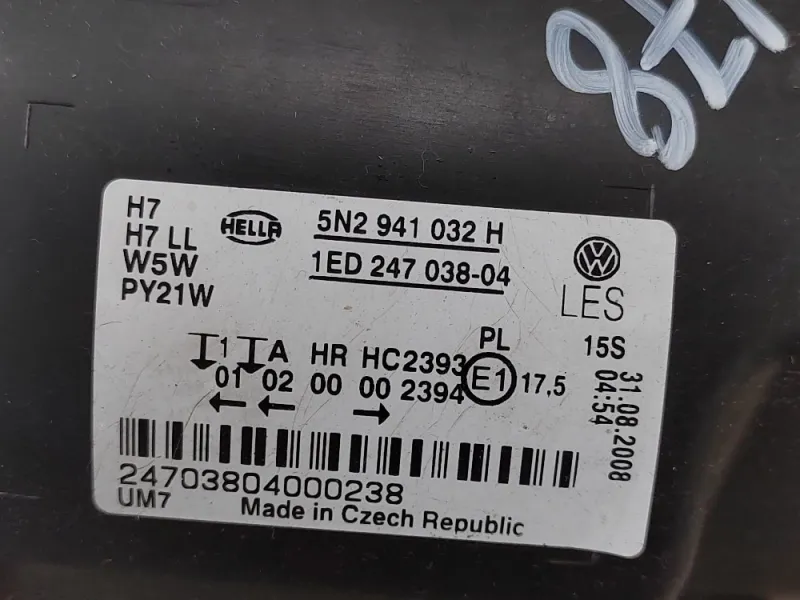 H7
H7 LL
W5W
PY21W
HELLA
5N2 941 032 H
1ED 247 038-04
LES
1 A HR HC2393 PL
01 02 00 00 2394 E1 17,5
15S
31.08.2008
04:54
24703804000238
UM7
Made in Czech Republic